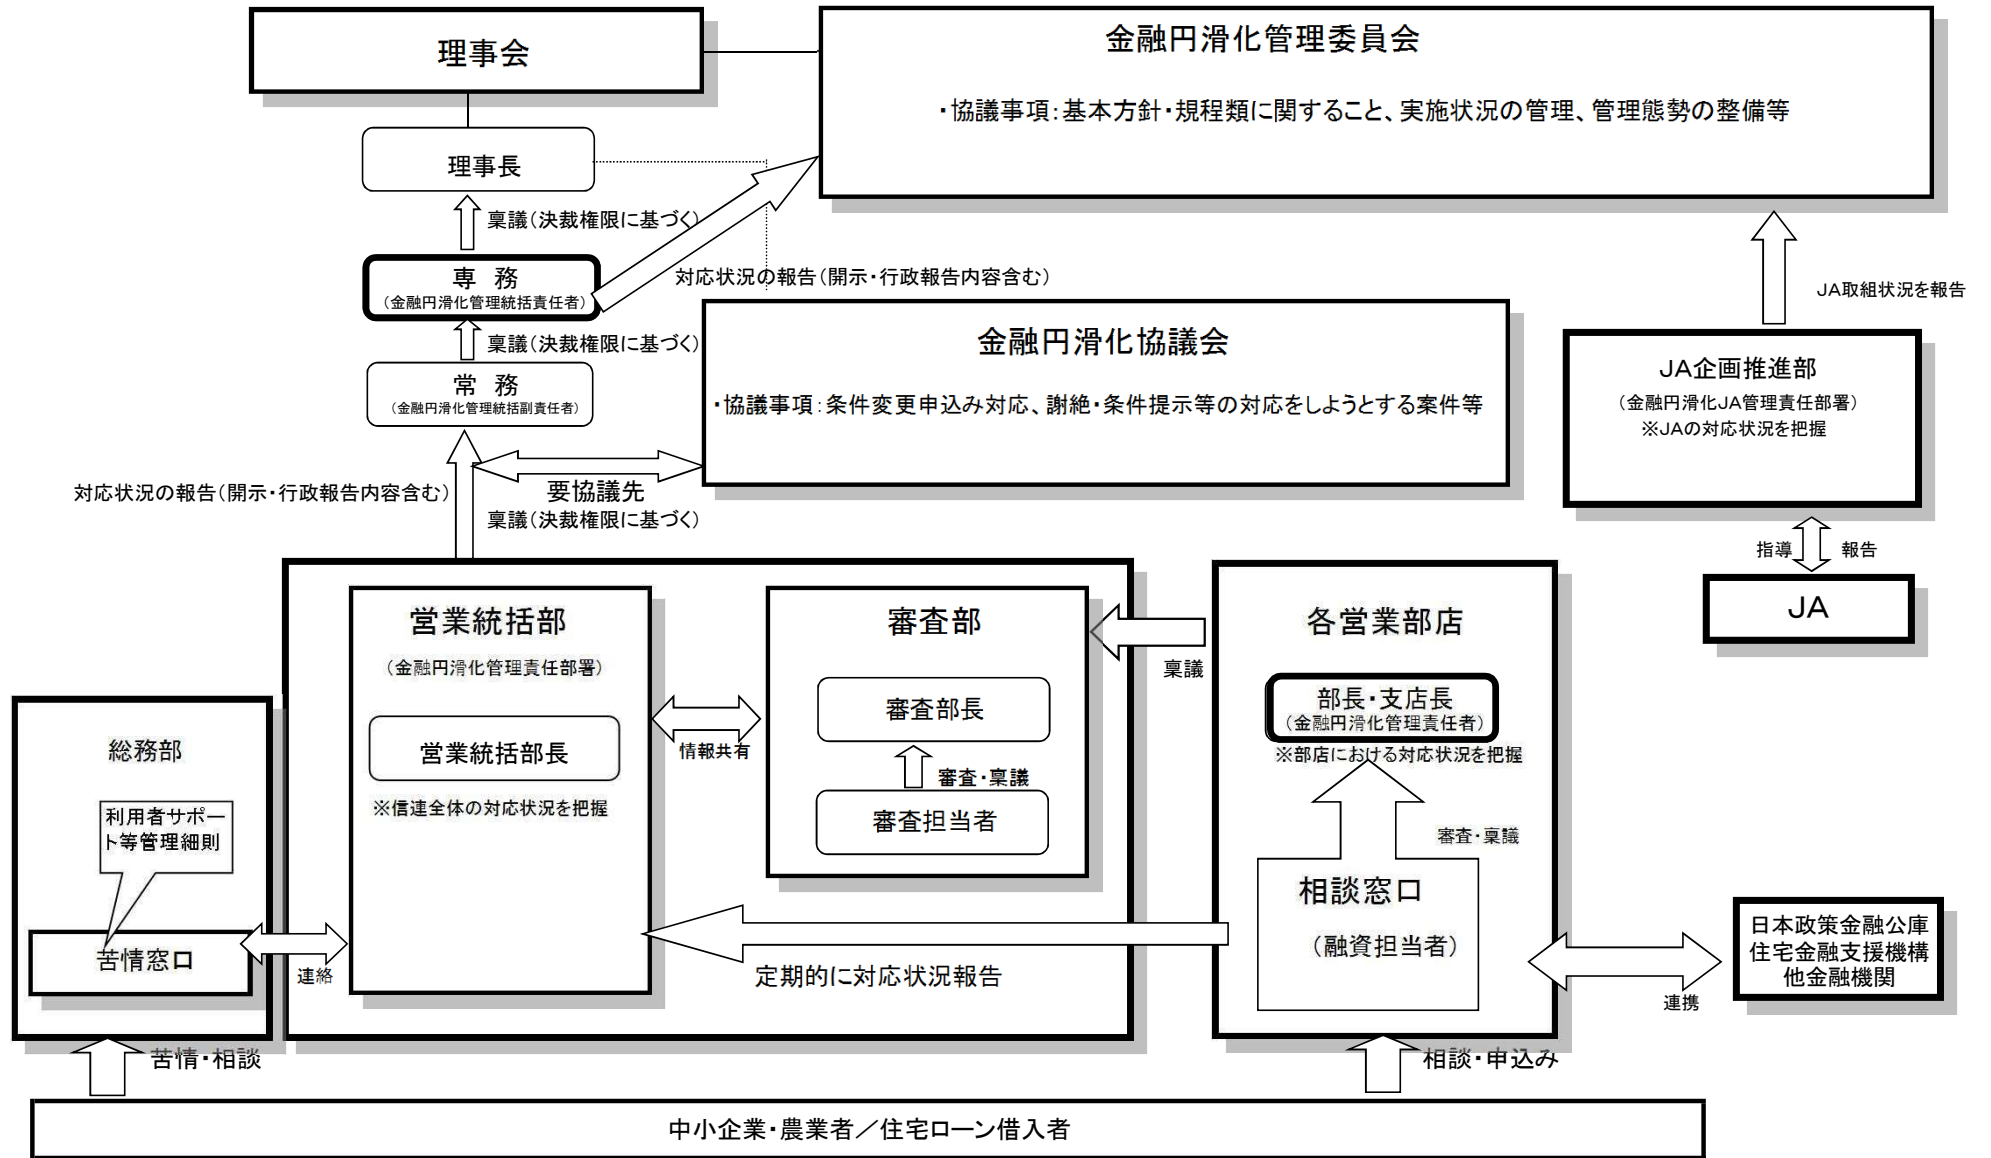 理事会
金融円滑化管理委員会
・協議事項：基本方針・規程類に関すること、実施状況の管理、管理態勢の整備等
理事長
稟議（決裁権限に基づく）
専　務
（金融円滑化管理統括責任者）
対応状況の報告（開示・行政報告内容含む）
JA取組状況を報告
稟議（決裁権限に基づく）
金融円滑化協議会
・協議事項：条件変更申込み対応、謝絶・条件提示等の対応をしようとする案件等
常　務
（金融円滑化管理統括副責任者）
JA企画推進部
（金融円滑化JA管理責任部署）
※JAの対応状況を把握
対応状況の報告（開示・行政報告内容含む）
要協議先
稟議（決裁権限に基づく）
指導
報告
JA
営業統括部
（金融円滑化管理責任部署）
営業統括部長
※信連全体の対応状況を把握
情報共有
審査部
審査部長
審査・稟議
審査担当者
稟議
各営業部店
部長・支店長
（金融円滑化管理責任者）
※部店における対応状況を把握
審査・稟議
相談窓口
（融資担当者）
総務部
利用者サポー
ト等管理細則
苦情窓口
連絡
定期的に対応状況報告
日本政策金融公庫
住宅金融支援機構
他金融機関
連携
苦情・相談
相談・申込み
中小企業・農業者／住宅ローン借入者